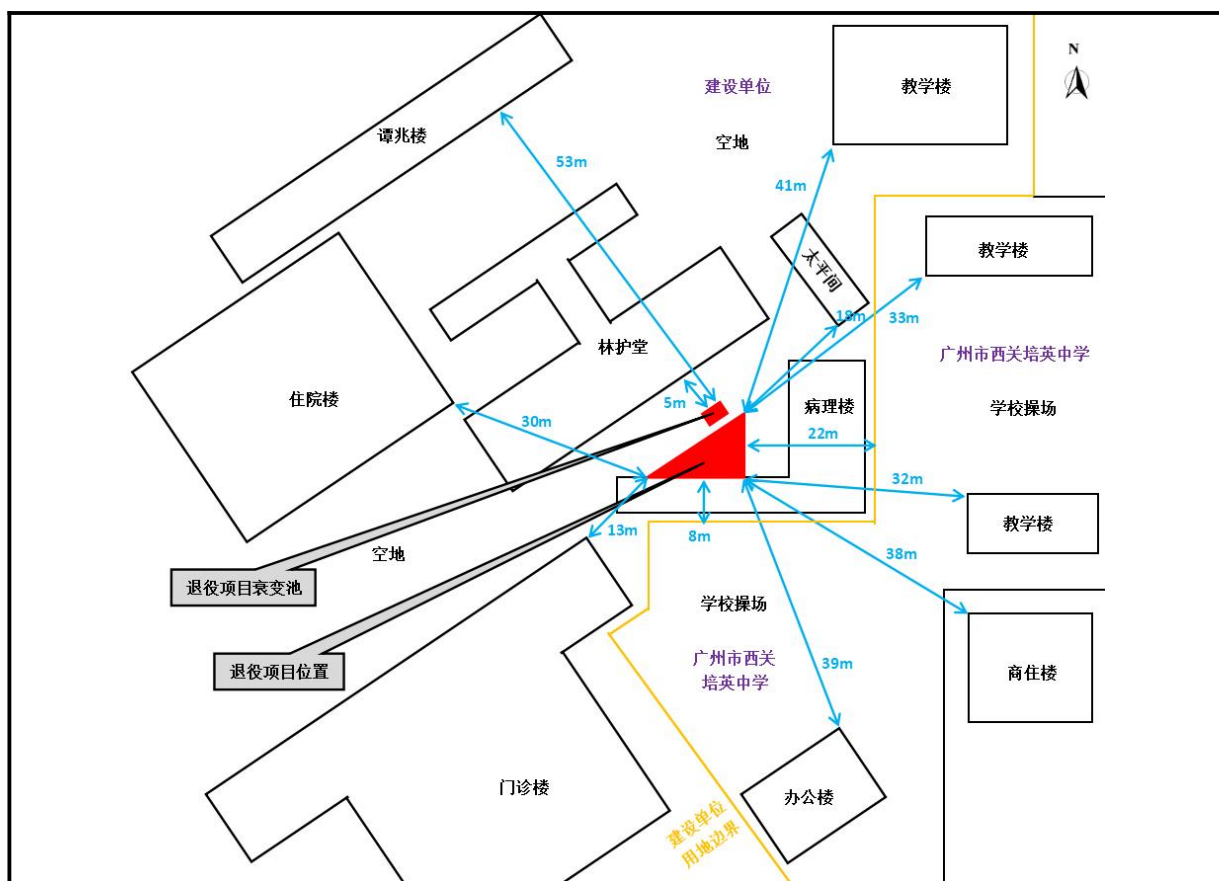 N
建设单位
教学楼
谭兆楼
空地
53m
41m
教学楼
太平间
18m
33m
林护堂
广州市西关培英中学
住院楼
5m
病理楼
学校操场
30m
22m
32m
教学楼
13m
8m
空地
38m
退役项目衰变池
学校操场
退役项目位置
广州市西关
培英中学
39m
商住楼
门诊楼
办公楼
建设单位
用地边界